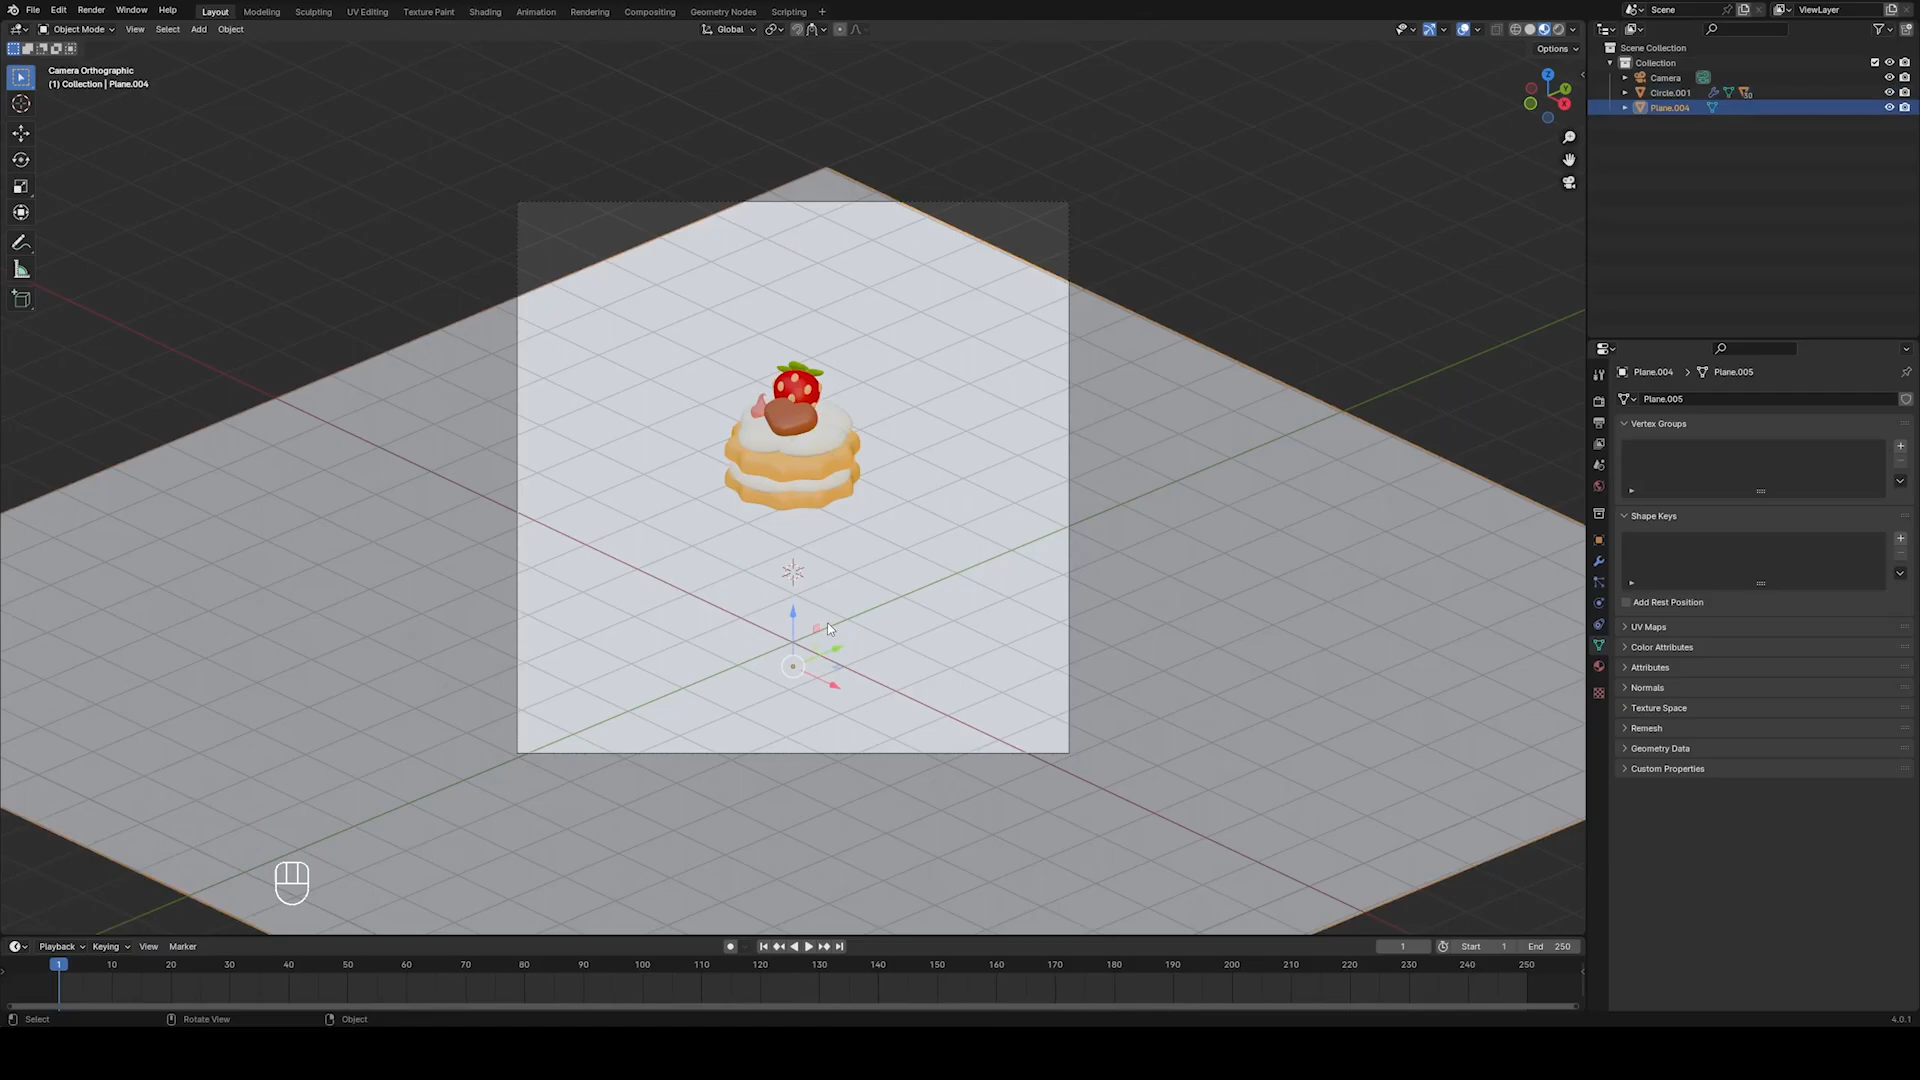 File Edit Render Window Help Layout Modeling Sculpting UV Editing Texture Paint Shading Animation Rendering Compositing Geometry Nodes Scripting + Scene ViewLayer
Object Mode View Select Add Object Global
Options
Camera Orthographic
(1) Collection | Plane.004
Z
Y
X
Scene Collection
Collection
Camera
Circle.001 30
Plane.004
Plane.004 > Plane.005
Plane.005
Vertex Groups
Shape Keys
Add Rest Position
UV Maps
Color Attributes
Attributes
Normals
Texture Space
Remesh
Geometry Data
Custom Properties
Playback Keying View Marker 1 Start 1 End 250
1 10 20 30 40 50 60 70 80 90 100 110 120 130 140 150 160 170 180 190 200 210 220 230 240 250
Select Rotate View Object 4.0.1